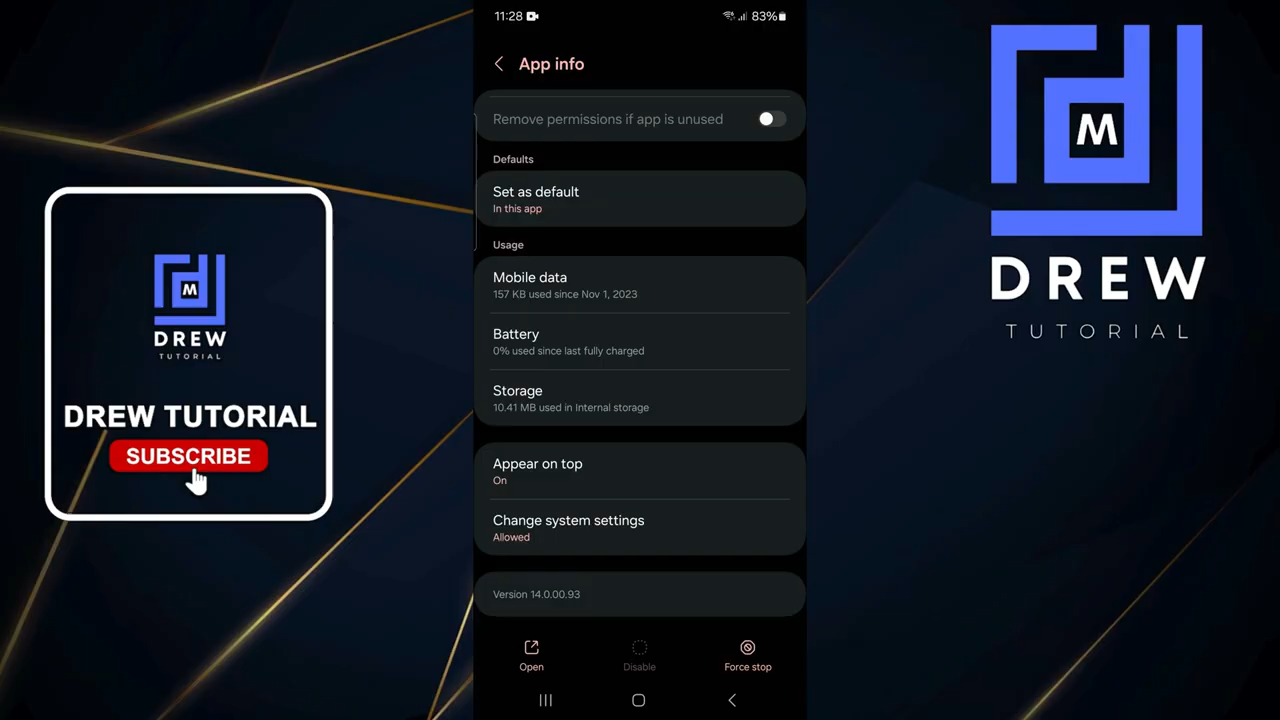 11:28
83%
App info
Remove permissions if app is unused
Defaults
Set as default
In this app
Usage
Mobile data
157 KB used since Nov 1, 2023
Battery
0% used since last fully charged
Storage
10.41 MB used in Internal storage
Appear on top
On
Change system settings
Allowed
Version 14.0.00.93
Open
Disable
Force stop
M
DREW
TUTORIAL
DREW TUTORIAL
SUBSCRIBE
M
DREW
TUTORIAL